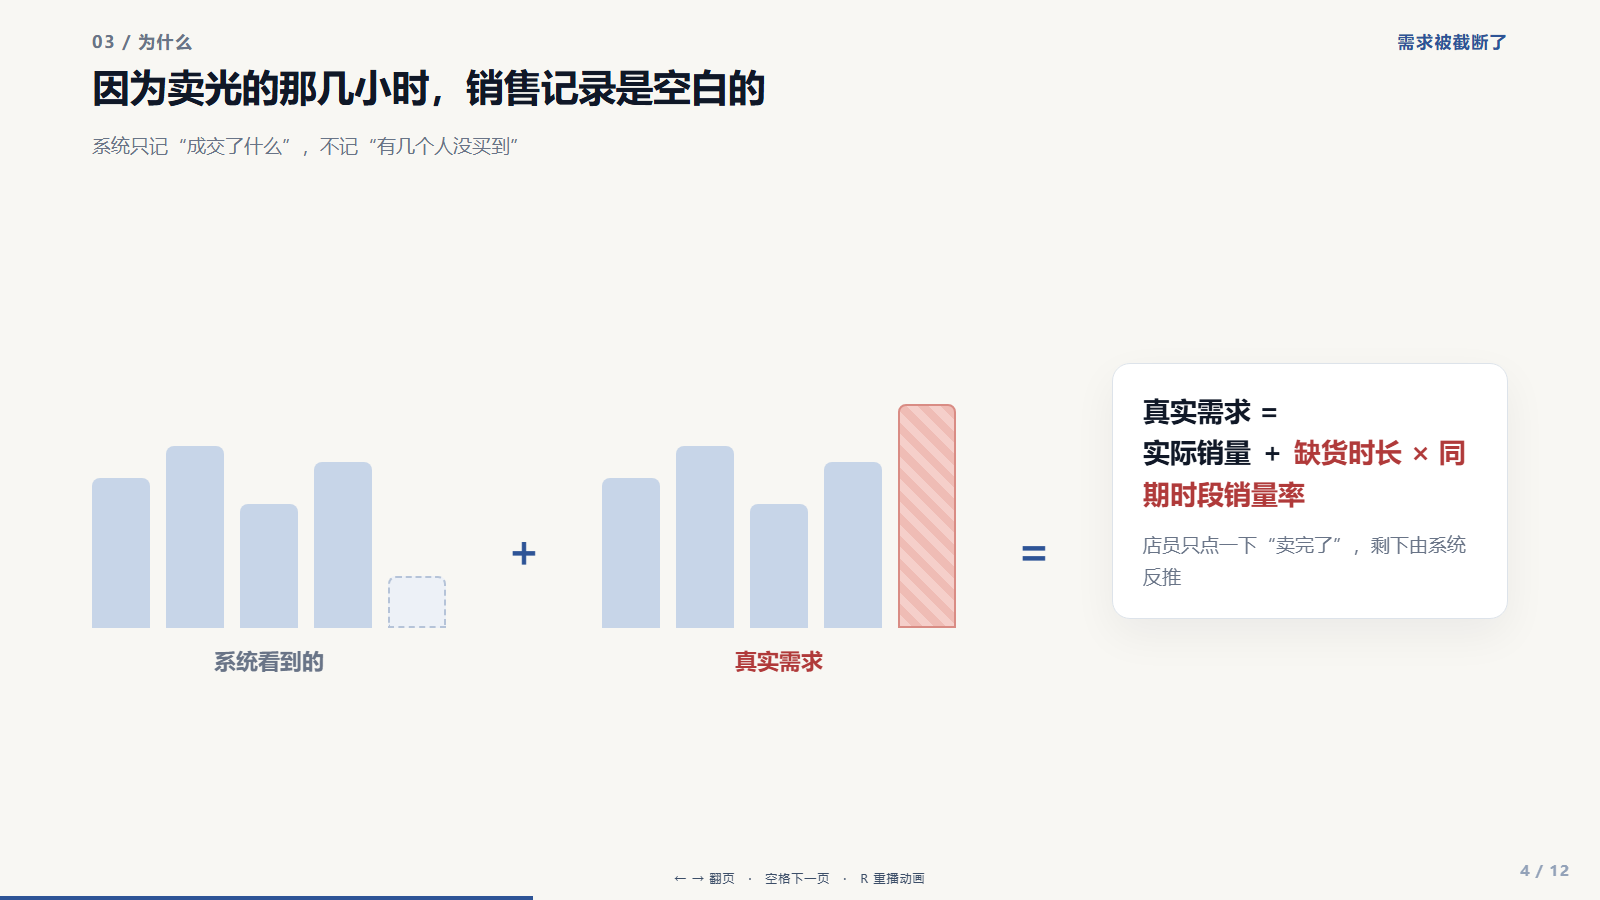 03 / 为什么
需求被截断了
因为卖光的那几小时，销售记录是空白的
系统只记“成交了什么”，不记“有几个人没买到”
+
=
真实需求 =
实际销量 + 缺货时长 × 同
期时段销量率
店员只点一下“卖完了”，剩下由系统
反推
系统看到的
真实需求
← → 翻页 · 空格下一页 · R 重播动画
4 / 12